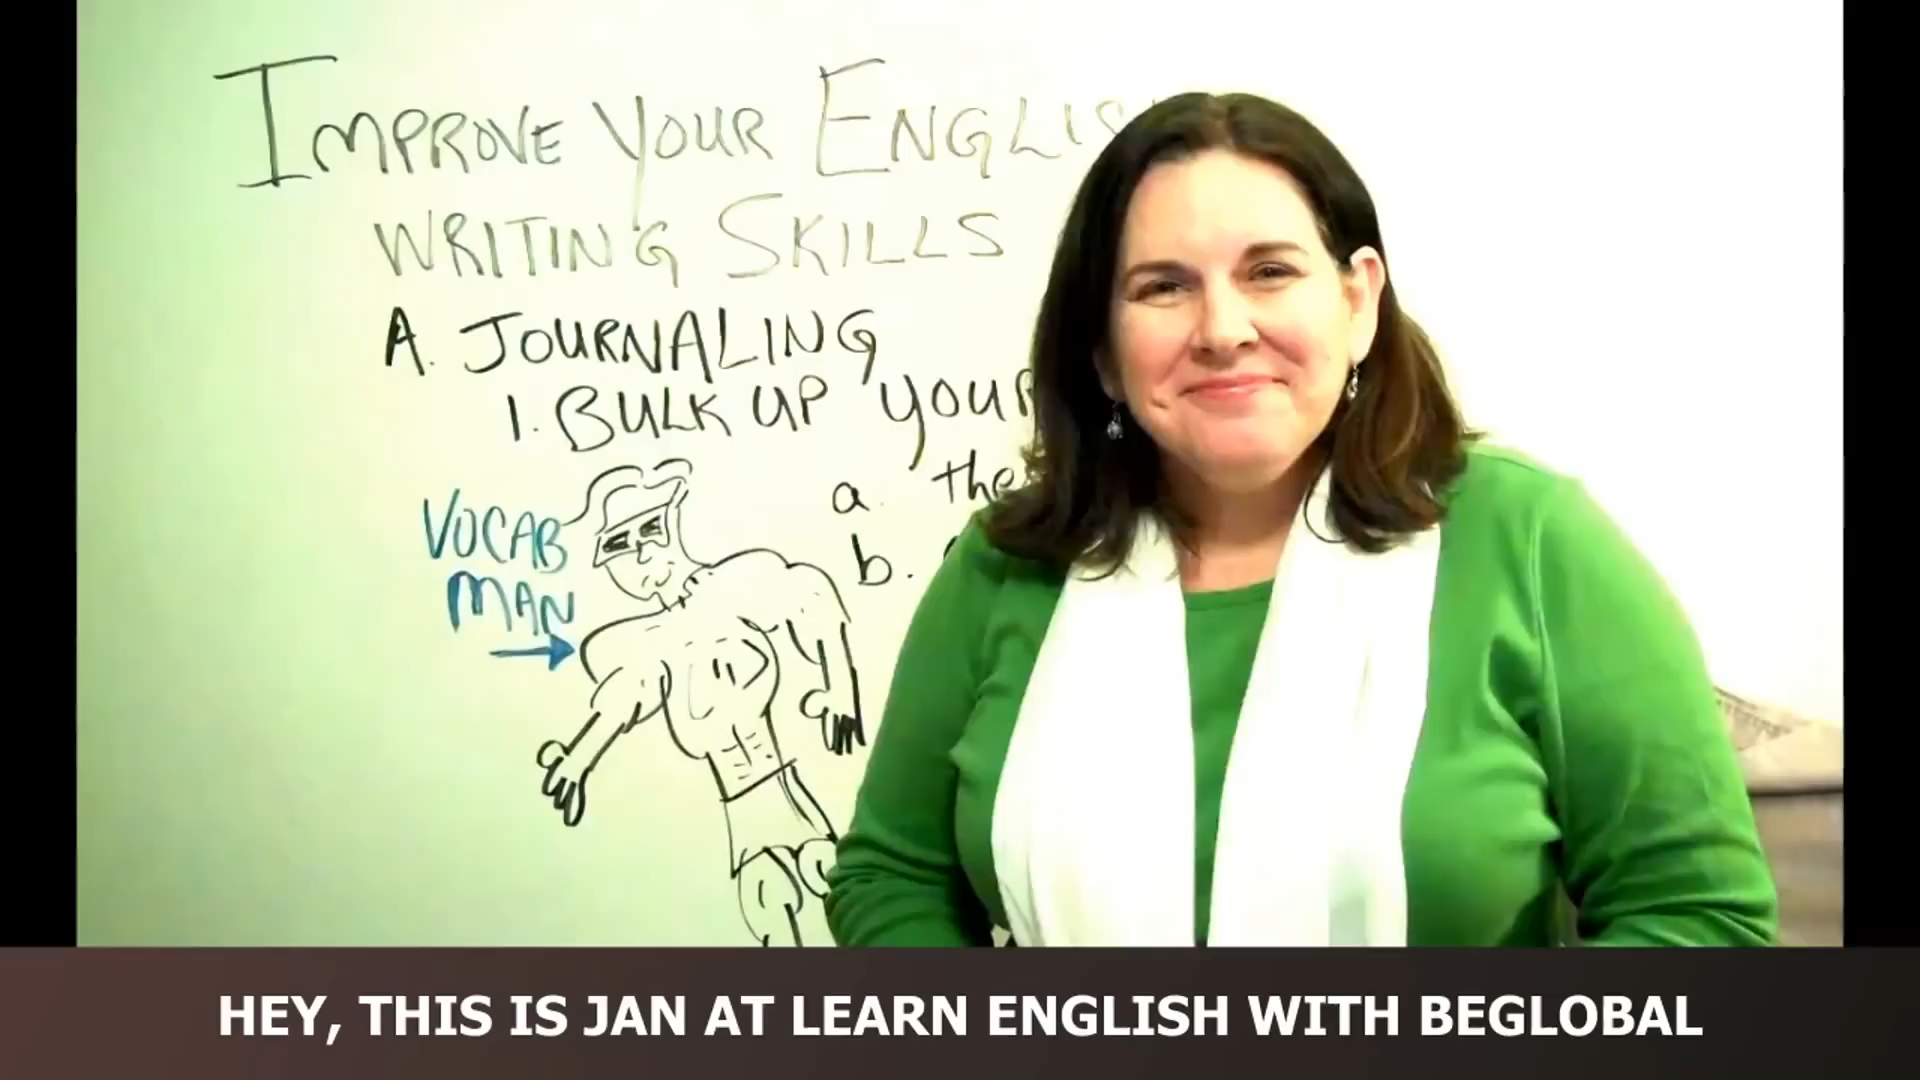 IMPROVE YOUR ENGLIS
WRITING SKILLS
A. JOURNALING
1. BULK UP YOUR
a. the
b.
VOCAB
MAN
HEY, THIS IS JAN AT LEARN ENGLISH WITH BEGLOBAL